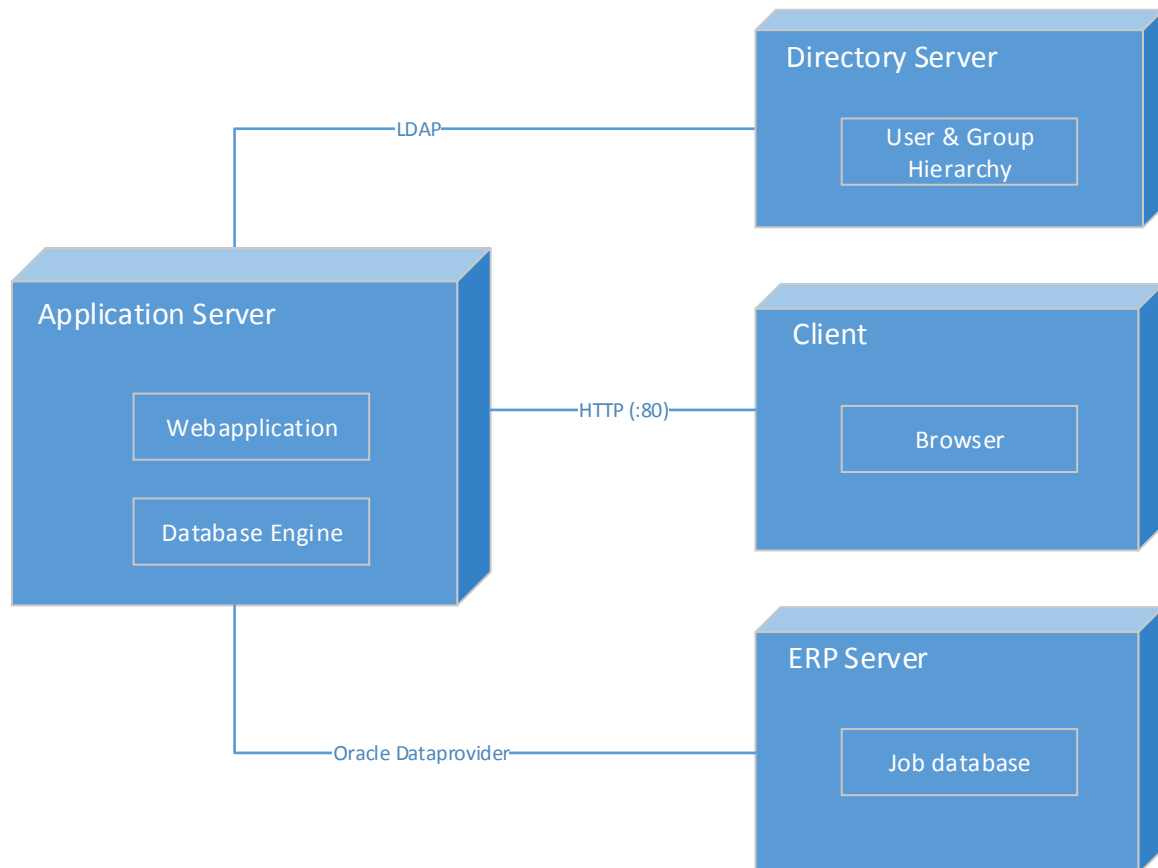 Directory Server
User & Group
Hierarchy
LDAP
Application Server
Webapplication
Database Engine
Client
HTTP (:80)
Browser
ERP Server
Oracle Dataprovider
Job database